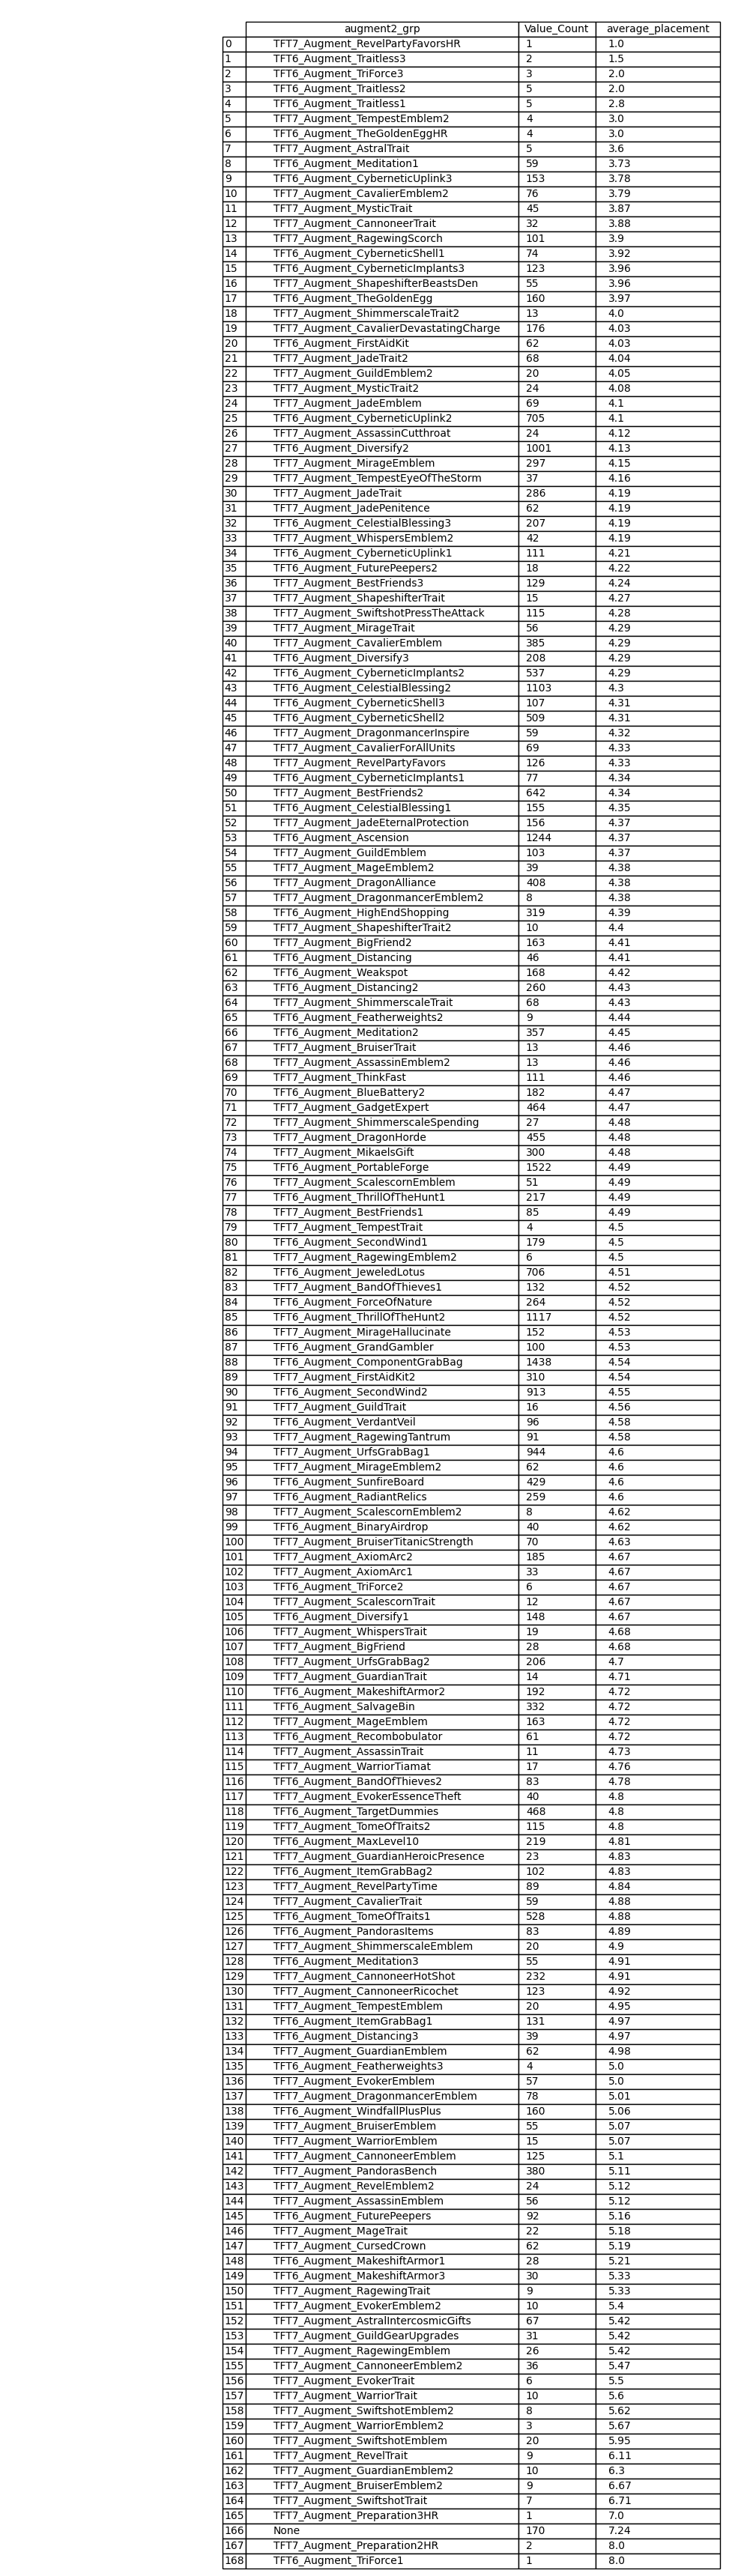 augment2_grp Value_Count average_placement
0 TFT7_Augment_RevelPartyFavorsHR 1 1.0
1 TFT6_Augment_Traitless3 2 1.5
2 TFT6_Augment_TriForce3 3 2.0
3 TFT6_Augment_Traitless2 5 2.0
4 TFT6_Augment_Traitless1 5 2.8
5 TFT7_Augment_TempestEmblem2 4 3.0
6 TFT6_Augment_TheGoldenEggHR 4 3.0
7 TFT7_Augment_AstralTrait 5 3.6
8 TFT6_Augment_Meditation1 59 3.73
9 TFT6_Augment_CyberneticUplink3 153 3.78
10 TFT7_Augment_CavalierEmblem2 76 3.79
11 TFT7_Augment_MysticTrait 45 3.87
12 TFT7_Augment_CannoneerTrait 32 3.88
13 TFT7_Augment_RagewingScorch 101 3.9
14 TFT6_Augment_CyberneticShell1 74 3.92
15 TFT6_Augment_CyberneticImplants3 123 3.96
16 TFT7_Augment_ShapeshifterBeastsDen 55 3.96
17 TFT6_Augment_TheGoldenEgg 160 3.97
18 TFT7_Augment_ShimmerscaleTrait2 13 4.0
19 TFT7_Augment_CavalierDevastatingCharge 176 4.03
20 TFT6_Augment_FirstAidKit 62 4.03
21 TFT7_Augment_JadeTrait2 68 4.04
22 TFT7_Augment_GuildEmblem2 20 4.05
23 TFT7_Augment_MysticTrait2 24 4.08
24 TFT7_Augment_JadeEmblem 69 4.1
25 TFT6_Augment_CyberneticUplink2 705 4.1
26 TFT7_Augment_AssassinCutthroat 24 4.12
27 TFT6_Augment_Diversify2 1001 4.13
28 TFT7_Augment_MirageEmblem 297 4.15
29 TFT7_Augment_TempestEyeOfTheStorm 37 4.16
30 TFT7_Augment_JadeTrait 286 4.19
31 TFT7_Augment_JadePenitence 62 4.19
32 TFT6_Augment_CelestialBlessing3 207 4.19
33 TFT7_Augment_WhispersEmblem2 42 4.19
34 TFT6_Augment_CyberneticUplink1 111 4.21
35 TFT6_Augment_FuturePeepers2 18 4.22
36 TFT7_Augment_BestFriends3 129 4.24
37 TFT7_Augment_ShapeshifterTrait 15 4.27
38 TFT7_Augment_SwiftshotPressTheAttack 115 4.28
39 TFT7_Augment_MirageTrait 56 4.29
40 TFT7_Augment_CavalierEmblem 385 4.29
41 TFT6_Augment_Diversify3 208 4.29
42 TFT6_Augment_CyberneticImplants2 537 4.29
43 TFT6_Augment_CelestialBlessing2 1103 4.3
44 TFT6_Augment_CyberneticShell3 107 4.31
45 TFT6_Augment_CyberneticShell2 509 4.31
46 TFT7_Augment_DragonmancerInspire 59 4.32
47 TFT7_Augment_CavalierForAllUnits 69 4.33
48 TFT7_Augment_RevelPartyFavors 126 4.33
49 TFT6_Augment_CyberneticImplants1 77 4.34
50 TFT7_Augment_BestFriends2 642 4.34
51 TFT6_Augment_CelestialBlessing1 155 4.35
52 TFT7_Augment_JadeEternalProtection 156 4.37
53 TFT6_Augment_Ascension 1244 4.37
54 TFT7_Augment_GuildEmblem 103 4.37
55 TFT7_Augment_MageEmblem2 39 4.38
56 TFT7_Augment_DragonAlliance 408 4.38
57 TFT7_Augment_DragonmancerEmblem2 8 4.38
58 TFT6_Augment_HighEndShopping 319 4.39
59 TFT7_Augment_ShapeshifterTrait2 10 4.4
60 TFT7_Augment_BigFriend2 163 4.41
61 TFT6_Augment_Distancing 46 4.41
62 TFT6_Augment_Weakspot 168 4.42
63 TFT6_Augment_Distancing2 260 4.43
64 TFT7_Augment_ShimmerscaleTrait 68 4.43
65 TFT6_Augment_Featherweights2 9 4.44
66 TFT6_Augment_Meditation2 357 4.45
67 TFT7_Augment_BruiserTrait 13 4.46
68 TFT7_Augment_AssassinEmblem2 13 4.46
69 TFT7_Augment_ThinkFast 111 4.46
70 TFT6_Augment_BlueBattery2 182 4.47
71 TFT7_Augment_GadgetExpert 464 4.47
72 TFT7_Augment_ShimmerscaleSpending 27 4.48
73 TFT7_Augment_DragonHorde 455 4.48
74 TFT7_Augment_MikaelsGift 300 4.48
75 TFT6_Augment_PortableForge 1522 4.49
76 TFT7_Augment_ScalescornEmblem 51 4.49
77 TFT6_Augment_ThrillOfTheHunt1 217 4.49
78 TFT7_Augment_BestFriends1 85 4.49
79 TFT7_Augment_TempestTrait 4 4.5
80 TFT6_Augment_SecondWind1 179 4.5
81 TFT7_Augment_RagewingEmblem2 6 4.5
82 TFT6_Augment_JeweledLotus 706 4.51
83 TFT7_Augment_BandOfThieves1 132 4.52
84 TFT6_Augment_ForceOfNature 264 4.52
85 TFT6_Augment_ThrillOfTheHunt2 1117 4.52
86 TFT7_Augment_MirageHallucinate 152 4.53
87 TFT6_Augment_GrandGambler 100 4.53
88 TFT6_Augment_ComponentGrabBag 1438 4.54
89 TFT7_Augment_FirstAidKit2 310 4.54
90 TFT6_Augment_SecondWind2 913 4.55
91 TFT7_Augment_GuildTrait 16 4.56
92 TFT6_Augment_VerdantVeil 96 4.58
93 TFT7_Augment_RagewingTantrum 91 4.58
94 TFT7_Augment_UrfsGrabBag1 944 4.6
95 TFT7_Augment_MirageEmblem2 62 4.6
96 TFT6_Augment_SunfireBoard 429 4.6
97 TFT6_Augment_RadiantRelics 259 4.6
98 TFT7_Augment_ScalescornEmblem2 8 4.62
99 TFT6_Augment_BinaryAirdrop 40 4.62
100 TFT7_Augment_BruiserTitanicStrength 70 4.63
101 TFT7_Augment_AxiomArc2 185 4.67
102 TFT7_Augment_AxiomArc1 33 4.67
103 TFT6_Augment_TriForce2 6 4.67
104 TFT7_Augment_ScalescornTrait 12 4.67
105 TFT6_Augment_Diversify1 148 4.67
106 TFT7_Augment_WhispersTrait 19 4.68
107 TFT7_Augment_BigFriend 28 4.68
108 TFT7_Augment_UrfsGrabBag2 206 4.7
109 TFT7_Augment_GuardianTrait 14 4.71
110 TFT6_Augment_MakeshiftArmor2 192 4.72
111 TFT6_Augment_SalvageBin 332 4.72
112 TFT7_Augment_MageEmblem 163 4.72
113 TFT6_Augment_Recombobulator 61 4.72
114 TFT7_Augment_AssassinTrait 11 4.73
115 TFT7_Augment_WarriorTiamat 17 4.76
116 TFT6_Augment_BandOfThieves2 83 4.78
117 TFT7_Augment_EvokerEssenceTheft 40 4.8
118 TFT6_Augment_TargetDummies 468 4.8
119 TFT7_Augment_TomeOfTraits2 115 4.8
120 TFT6_Augment_MaxLevel10 219 4.81
121 TFT7_Augment_GuardianHeroicPresence 23 4.83
122 TFT6_Augment_ItemGrabBag2 102 4.83
123 TFT7_Augment_RevelPartyTime 89 4.84
124 TFT7_Augment_CavalierTrait 59 4.88
125 TFT6_Augment_TomeOfTraits1 528 4.88
126 TFT6_Augment_PandorasItems 83 4.89
127 TFT7_Augment_ShimmerscaleEmblem 20 4.9
128 TFT6_Augment_Meditation3 55 4.91
129 TFT7_Augment_CannoneerHotShot 232 4.91
130 TFT7_Augment_CannoneerRicochet 123 4.92
131 TFT7_Augment_TempestEmblem 20 4.95
132 TFT6_Augment_ItemGrabBag1 131 4.97
133 TFT6_Augment_Distancing3 39 4.97
134 TFT7_Augment_GuardianEmblem 62 4.98
135 TFT6_Augment_Featherweights3 4 5.0
136 TFT7_Augment_EvokerEmblem 57 5.0
137 TFT7_Augment_DragonmancerEmblem 78 5.01
138 TFT6_Augment_WindfallPlusPlus 160 5.06
139 TFT7_Augment_BruiserEmblem 55 5.07
140 TFT7_Augment_WarriorEmblem 15 5.07
141 TFT7_Augment_CannoneerEmblem 125 5.1
142 TFT7_Augment_PandorasBench 380 5.11
143 TFT7_Augment_RevelEmblem2 24 5.12
144 TFT7_Augment_AssassinEmblem 56 5.12
145 TFT6_Augment_FuturePeepers 92 5.16
146 TFT7_Augment_MageTrait 22 5.18
147 TFT7_Augment_CursedCrown 62 5.19
148 TFT6_Augment_MakeshiftArmor1 28 5.21
149 TFT6_Augment_MakeshiftArmor3 30 5.33
150 TFT7_Augment_RagewingTrait 9 5.33
151 TFT7_Augment_EvokerEmblem2 10 5.4
152 TFT7_Augment_AstralIntercosmicGifts 67 5.42
153 TFT7_Augment_GuildGearUpgrades 31 5.42
154 TFT7_Augment_RagewingEmblem 26 5.42
155 TFT7_Augment_CannoneerEmblem2 36 5.47
156 TFT7_Augment_EvokerTrait 6 5.5
157 TFT7_Augment_WarriorTrait 10 5.6
158 TFT7_Augment_SwiftshotEmblem2 8 5.62
159 TFT7_Augment_WarriorEmblem2 3 5.67
160 TFT7_Augment_SwiftshotEmblem 20 5.95
161 TFT7_Augment_RevelTrait 9 6.11
162 TFT7_Augment_GuardianEmblem2 10 6.3
163 TFT7_Augment_BruiserEmblem2 9 6.67
164 TFT7_Augment_SwiftshotTrait 7 6.71
165 TFT7_Augment_Preparation3HR 1 7.0
166 None 170 7.24
167 TFT7_Augment_Preparation2HR 2 8.0
168 TFT6_Augment_TriForce1 1 8.0